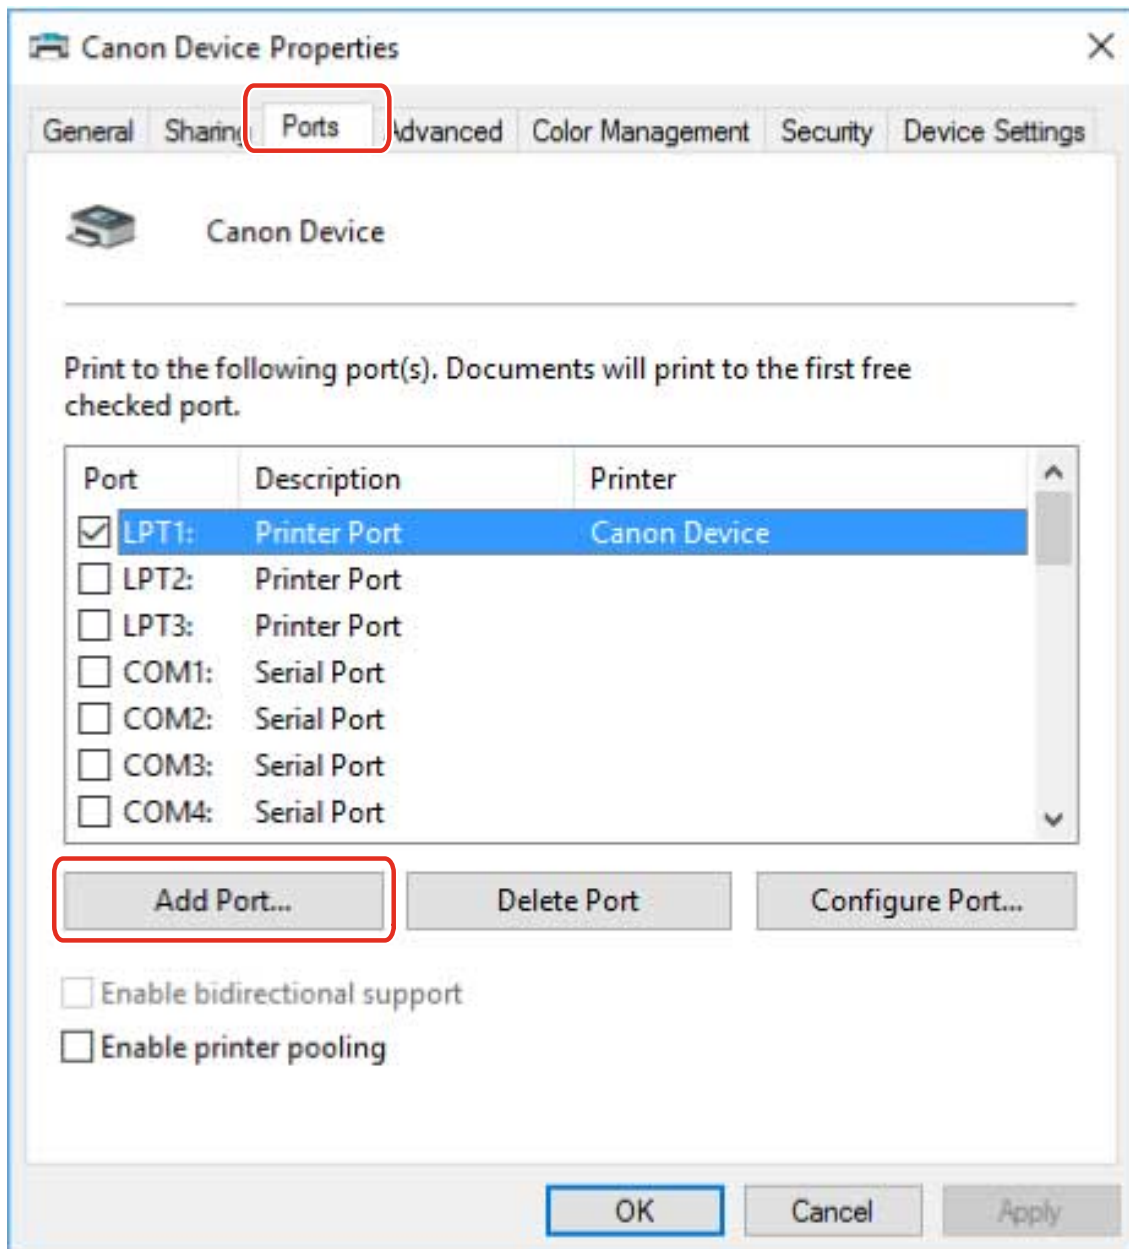 Canon Device Properties
General Sharing Ports Advanced Color Management Security Device Settings
Canon Device
Print to the following port(s). Documents will print to the first free
checked port.
Port Description Printer
LPT1: Printer Port Canon Device
LPT2: Printer Port
LPT3: Printer Port
COM1: Serial Port
COM2: Serial Port
COM3: Serial Port
COM4: Serial Port
Add Port... Delete Port Configure Port...
Enable bidirectional support
Enable printer pooling
OK Cancel Apply